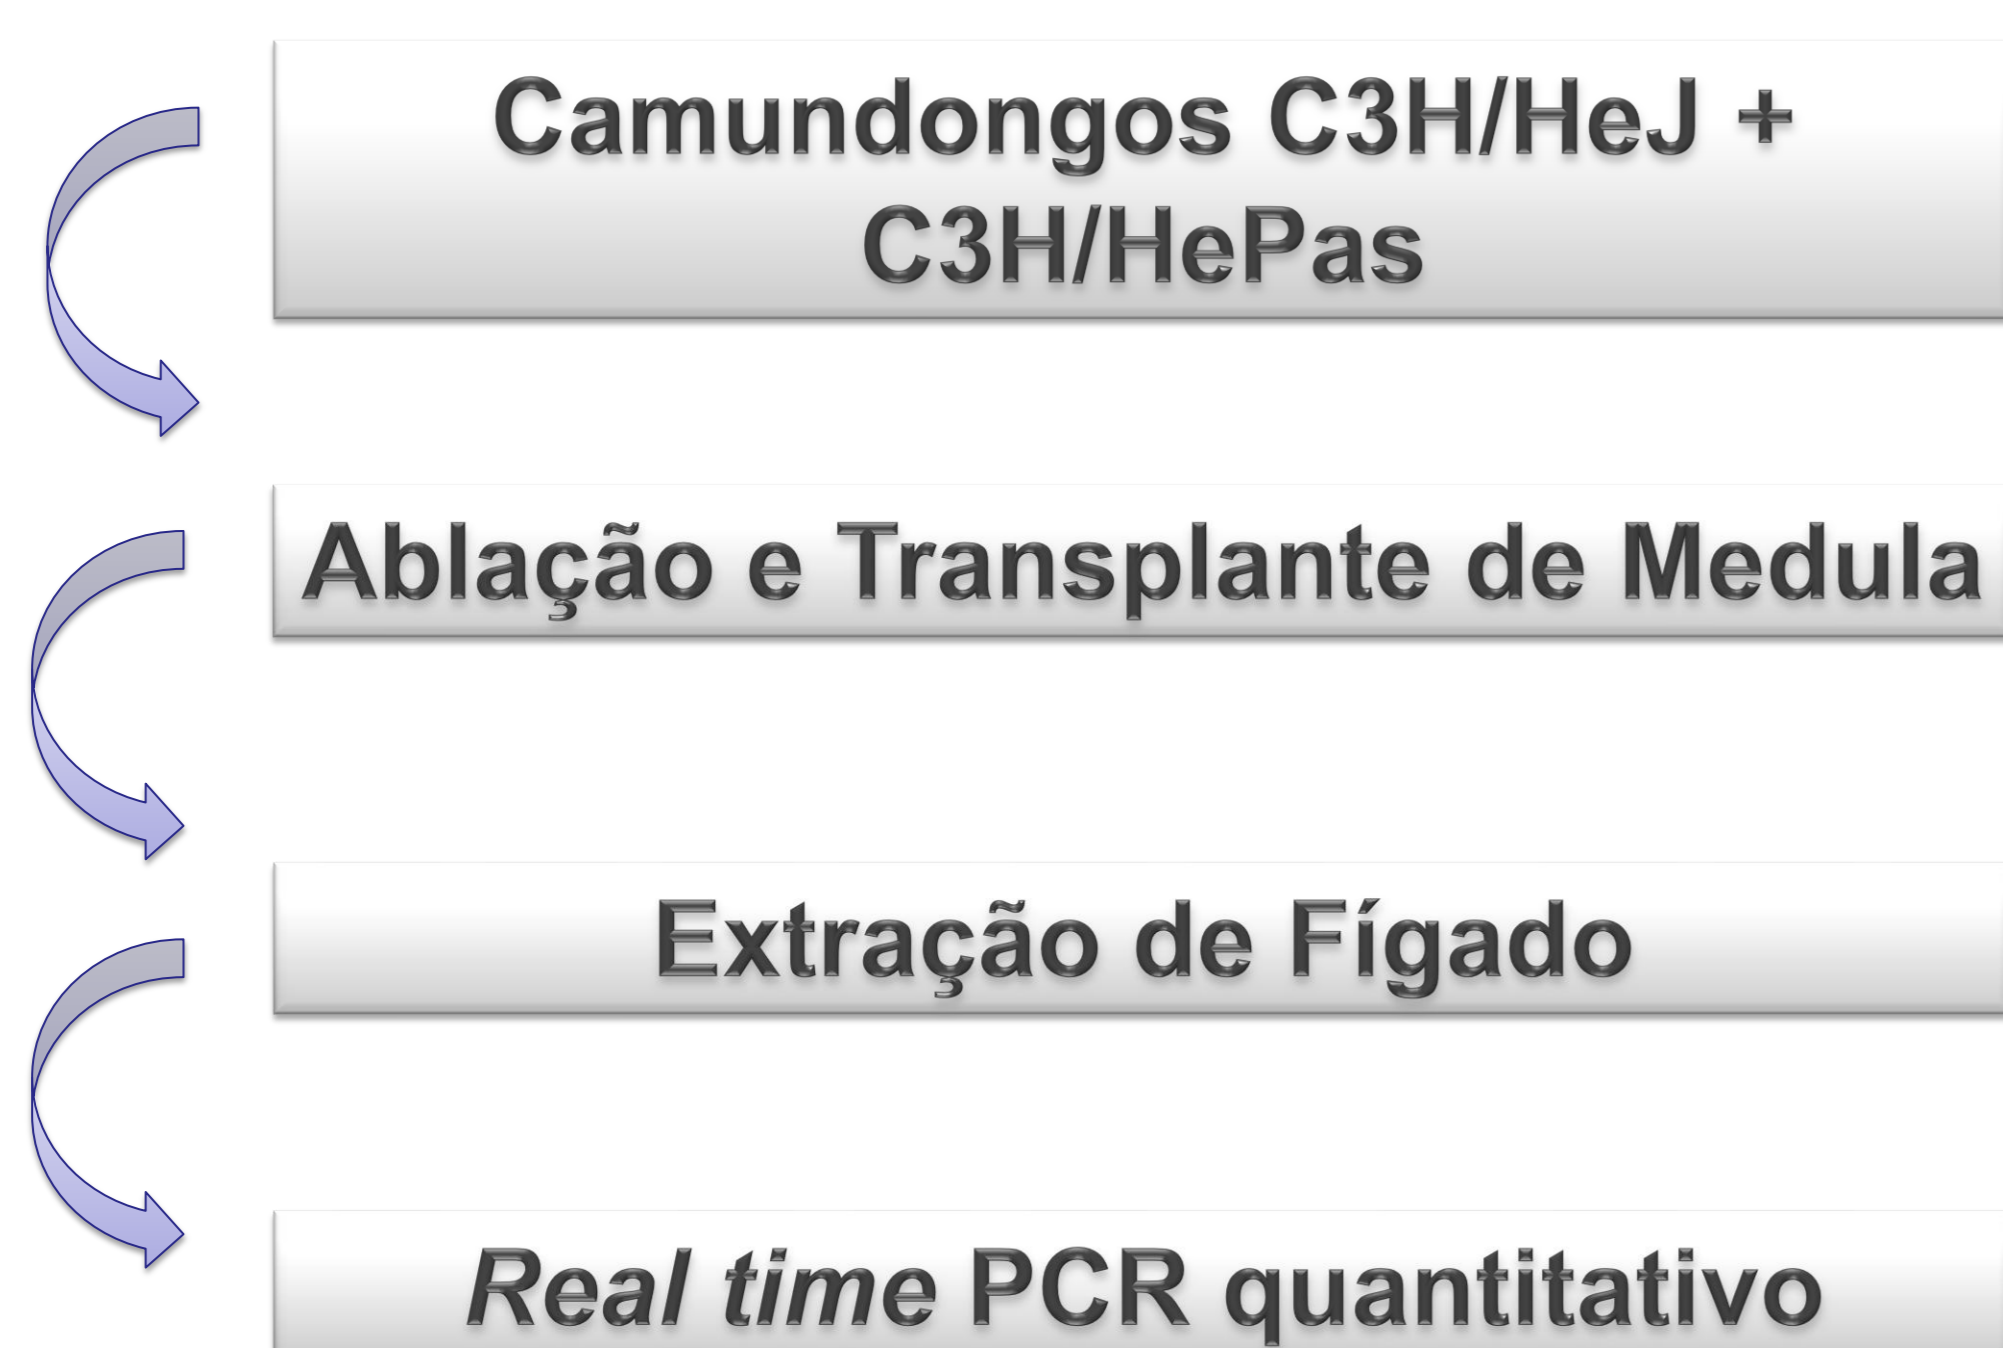 Camundongos C3H/HeJ +
C3H/HePas
Ablação e Transplante de Medula
Extração de Fígado
Real time PCR quantitativo